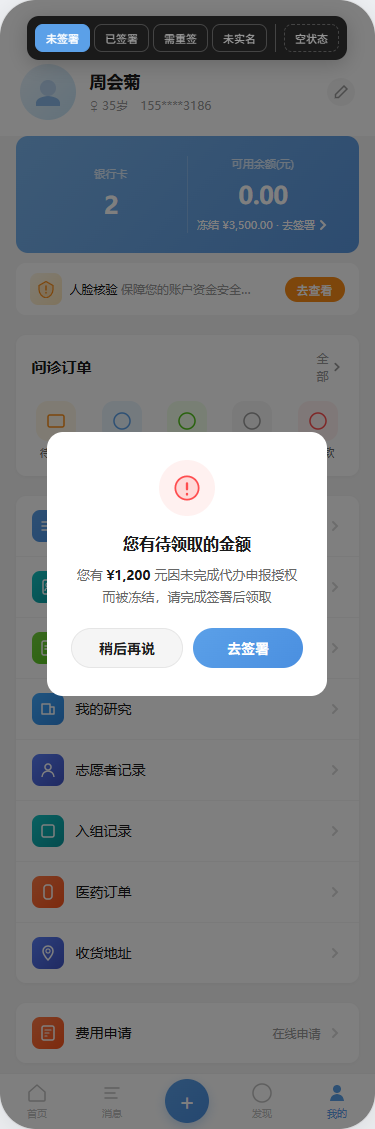 未签署
已签署
需重签
未实名
空状态
周会菊
♀ 35岁 155****3186
银行卡
2
可用余额(元)
0.00
冻结 ¥3,500.00 · 去签署
人脸核验 保障您的账户资金安全...
去查看
问诊订单
全部
您有待领取的金额
您有 ¥1,200 元因未完成代办申报授权
而被冻结，请完成签署后领取
稍后再说
去签署
我的研究
志愿者记录
入组记录
医药订单
收货地址
费用申请
在线申请
首页
消息
+
发现
我的